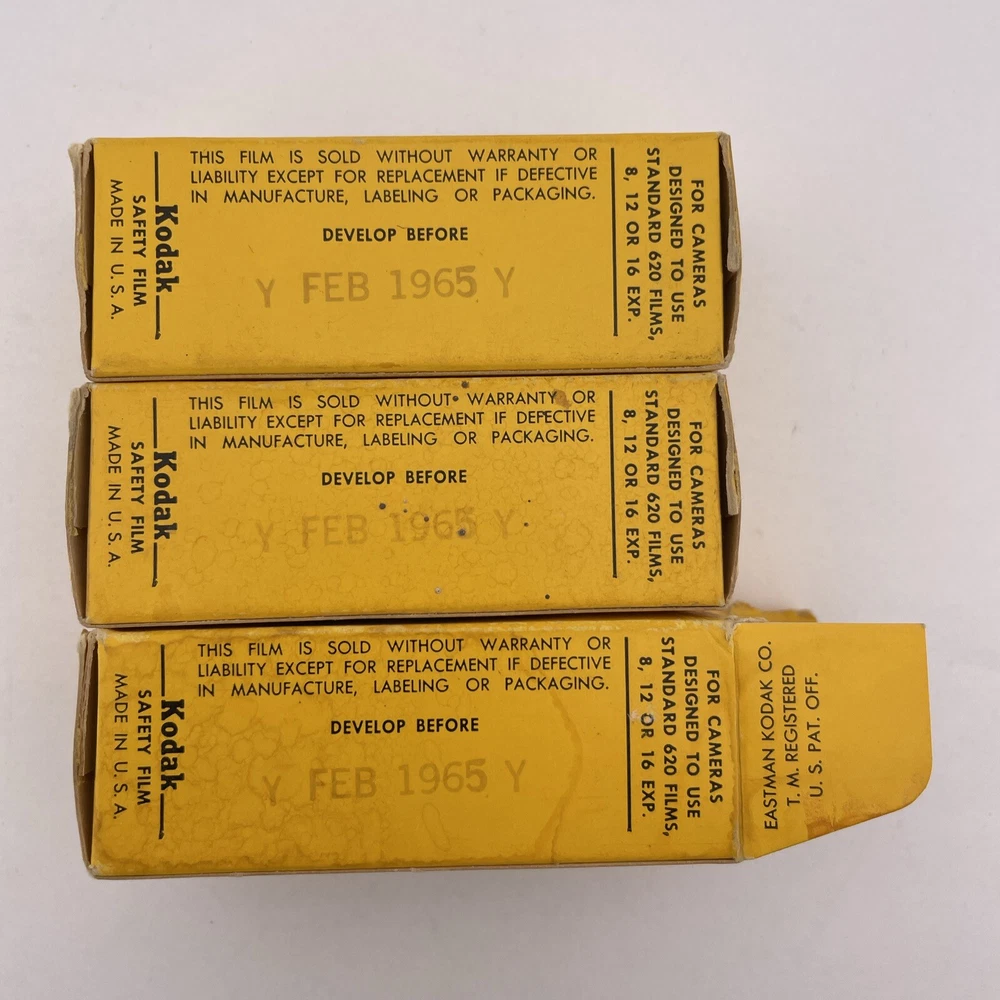 THIS FILM IS SOLD WITHOUT WARRANTY OR
LIABILITY EXCEPT FOR REPLACEMENT IF DEFECTIVE
IN MANUFACTURE, LABELING OR PACKAGING.
DEVELOP BEFORE
Y FEB 1965 Y
Kodak
SAFETY FILM
MADE IN U. S. A.
FOR CAMERAS
DESIGNED TO USE
STANDARD 620 FILMS,
8, 12 OR 16 EXP.
THIS FILM IS SOLD WITHOUT WARRANTY OR
LIABILITY EXCEPT FOR REPLACEMENT IF DEFECTIVE
IN MANUFACTURE, LABELING OR PACKAGING.
DEVELOP BEFORE
Y FEB 1965 Y
Kodak
SAFETY FILM
MADE IN U. S. A.
FOR CAMERAS
DESIGNED TO USE
STANDARD 620 FILMS,
8, 12 OR 16 EXP.
THIS FILM IS SOLD WITHOUT WARRANTY OR
LIABILITY EXCEPT FOR REPLACEMENT IF DEFECTIVE
IN MANUFACTURE, LABELING OR PACKAGING.
DEVELOP BEFORE
Y FEB 1965 Y
Kodak
SAFETY FILM
MADE IN U. S. A.
FOR CAMERAS
DESIGNED TO USE
STANDARD 620 FILMS,
8, 12 OR 16 EXP.
EASTMAN KODAK CO.
T. M. REGISTERED
U. S. PAT. OFF.